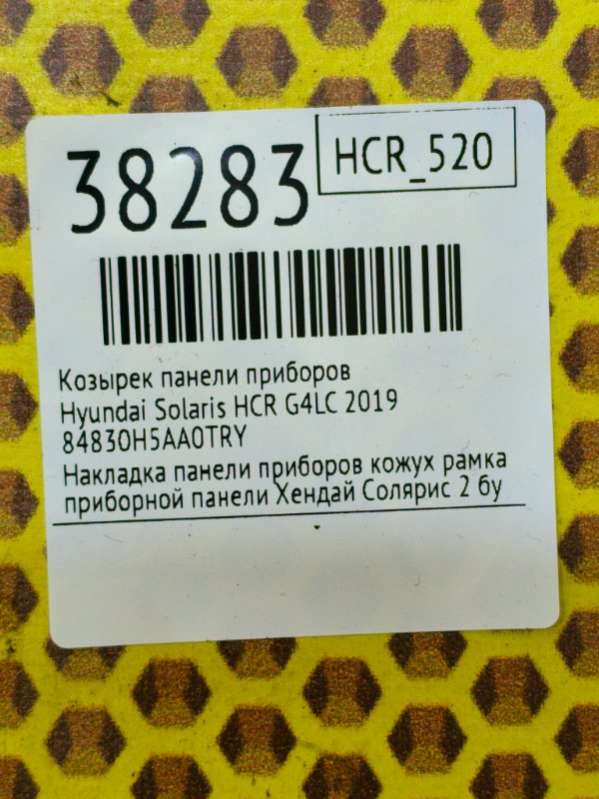 38283
HCR_520
Козырек панели приборов
Hyundai Solaris HCR G4LC 2019
84830H5AA0TRY
Накладка панели приборов кожух рамка
приборной панели Хендай Солярис 2 бу